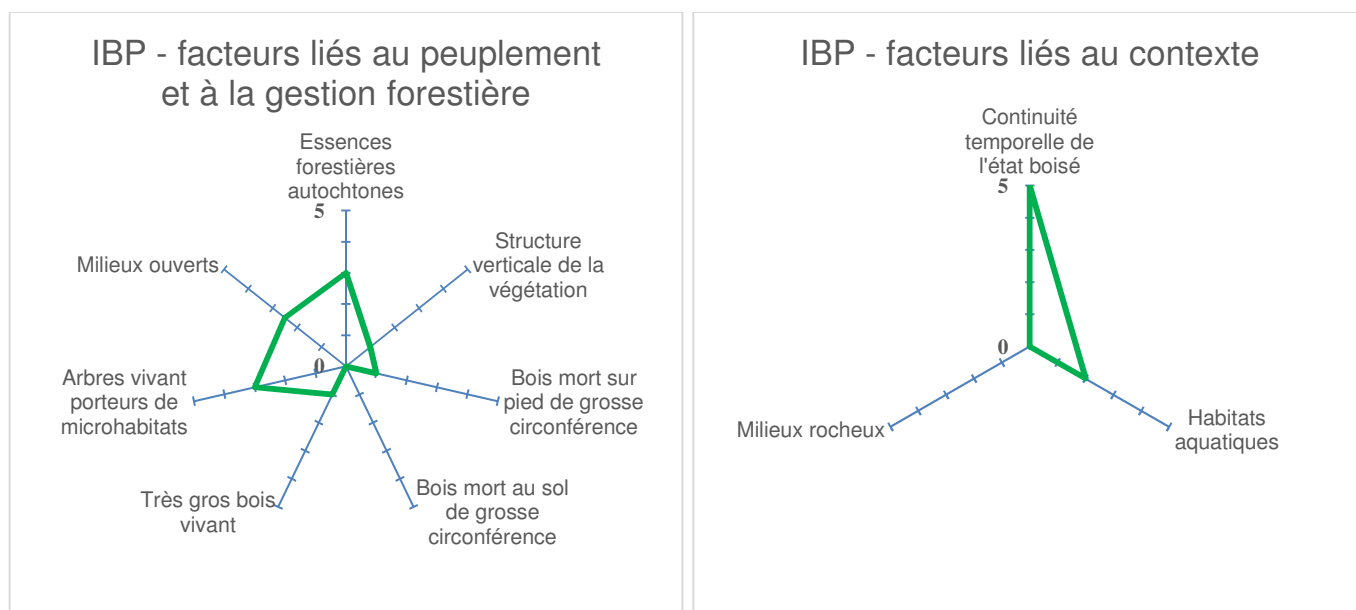 IBP - facteurs liés au peuplement
et à la gestion forestière
Essences
forestières
autochtones
5
Structure
verticale de la
végétation
Milieux ouverts
0
Arbres vivant
porteurs de
microhabitats
Bois mort sur
pied de grosse
circonférence
Très gros bois
vivant
Bois mort au sol
de grosse
circonférence
IBP - facteurs liés au contexte
Continuité
temporelle de
l'état boisé
5
0
Milieux rocheux
Habitats
aquatiques